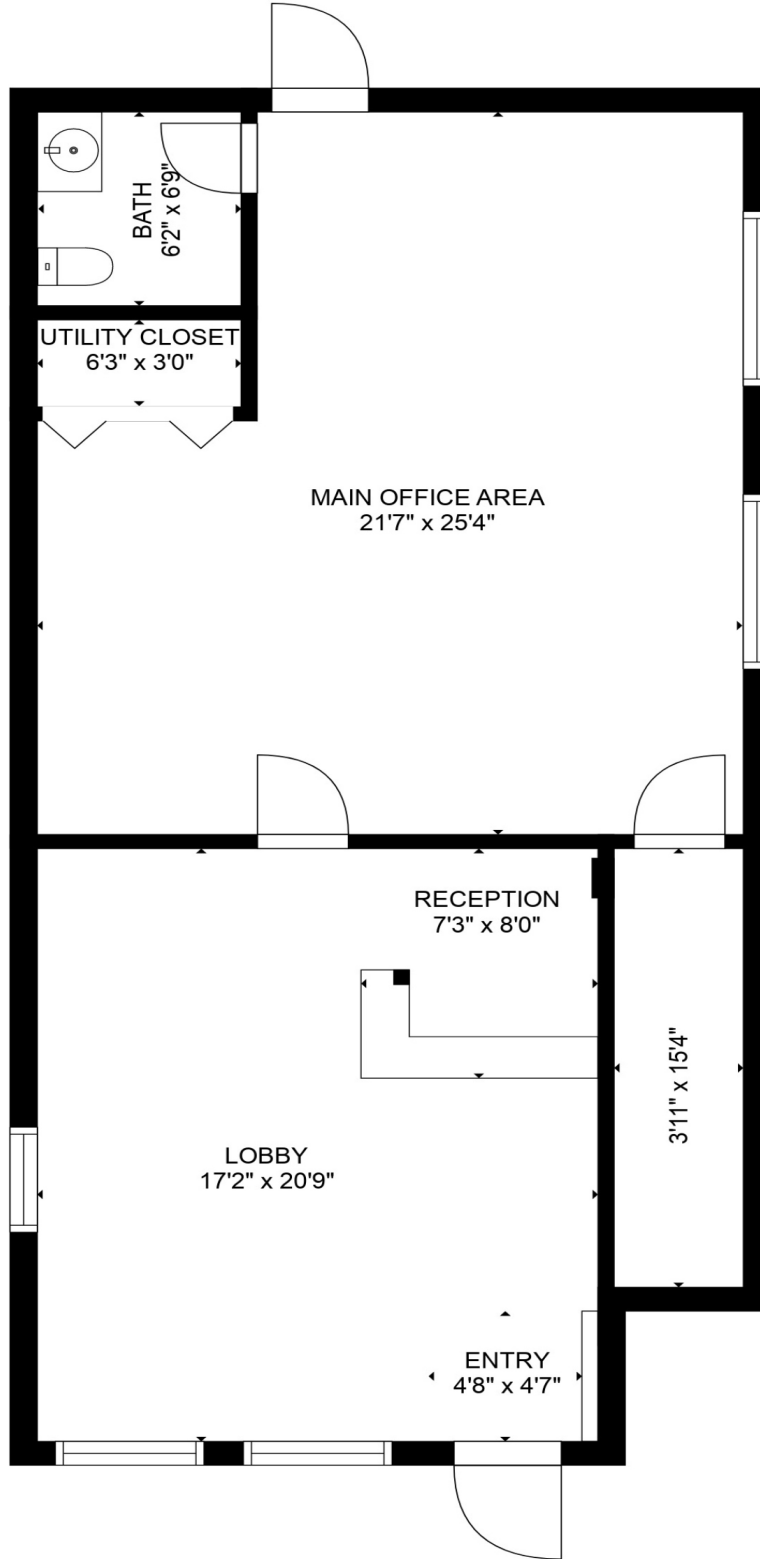 BATH
6'2" x 6'9"
UTILITY CLOSET
6'3" x 3'0"
MAIN OFFICE AREA
21'7" x 25'4"
RECEPTION
7'3" x 8'0"
3'11" x 15'4"
LOBBY
17'2" x 20'9"
ENTRY
4'8" x 4'7"